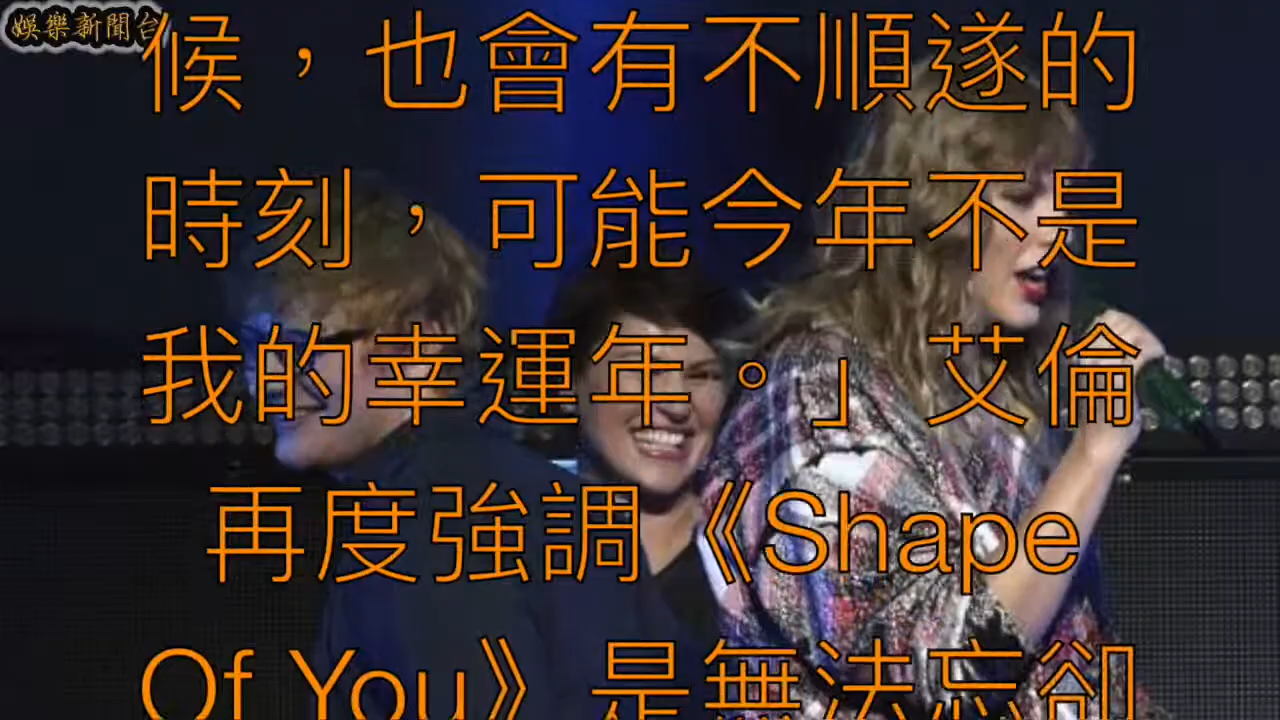 娛樂新聞台
候，也會有不順遂的
時刻，可能今年不是
我的幸運年。」艾倫
再度強調《Shape
Of You》是無法忘卻